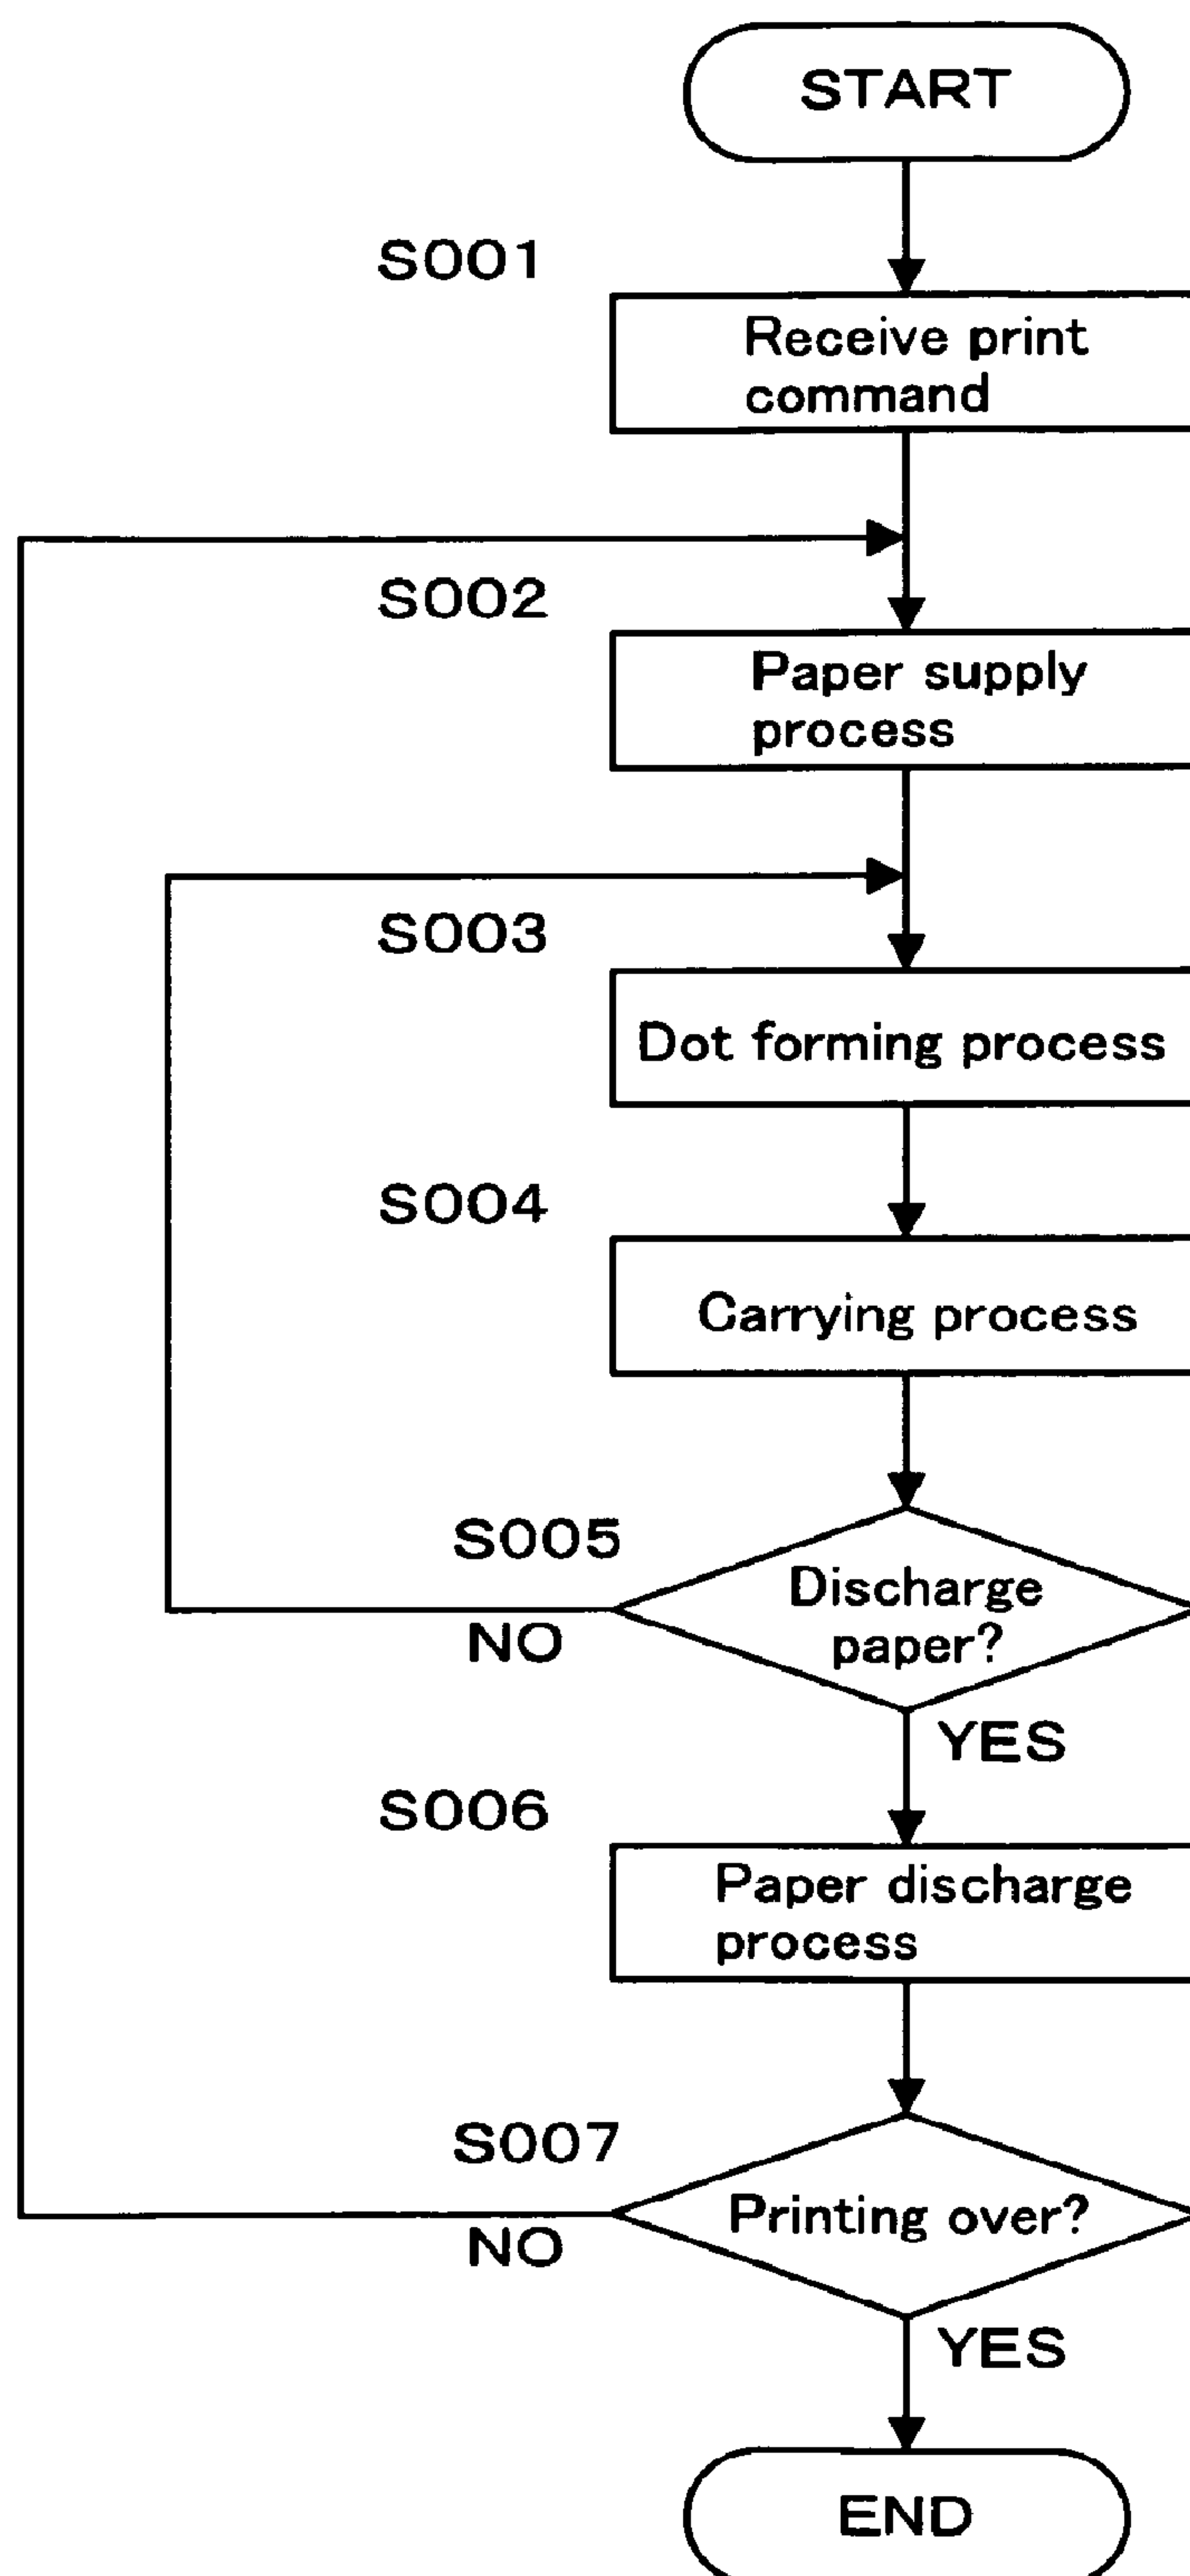 START
S001
Receive print
command
S002
Paper supply
process
S003
Dot forming process
S004
Carrying process
S005
Discharge
paper?
NO
YES
S006
Paper discharge
process
S007
Printing over?
NO
YES
END